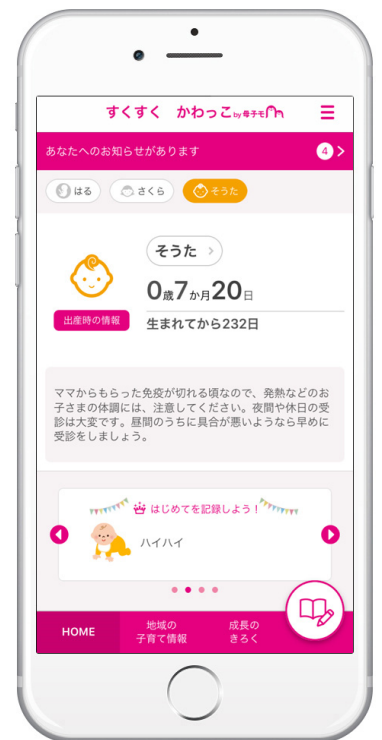 すくすく かわっこby母子モ
あなたへのお知らせがあります 4
はる さくら そうた
そうた
0歳7か月20日
出産時の情報
生まれてから232日
ママからもらった免疫が切れる頃なので、発熱などのお
子さまの体調には、注意してください。夜間や休日の受
診は大変です。昼間のうちに具合が悪いようなら早めに
受診をしましょう。
はじめてを記録しよう!
ハイハイ
HOME
地域の
子育て情報
成長の
きろく